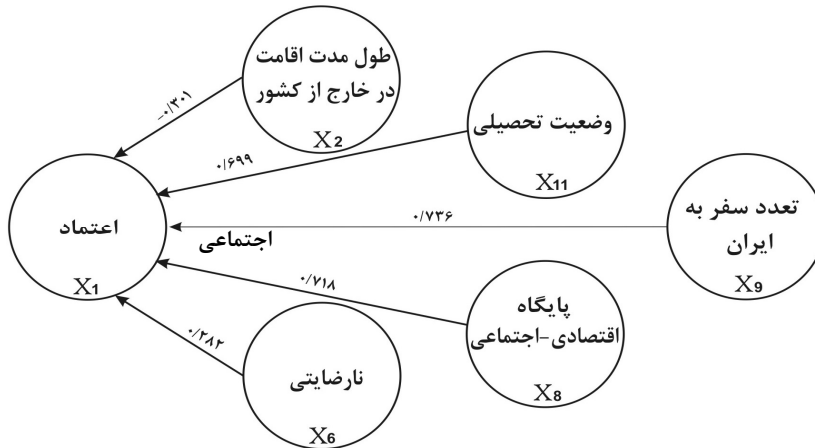 طول مدت اقامت
در خارج از کشور
X2
-۰/۳۰۱
وضعیت تحصیلی
X11
۰/۶۹۹
تعدد سفر به
ایران
X9
۰/۷۳۶
اعتماد
اجتماعی
X1
پایگاه
اقتصادی-اجتماعی
X8
۰/۷۱۸
نارضایتی
X6
۰/۲۸۲